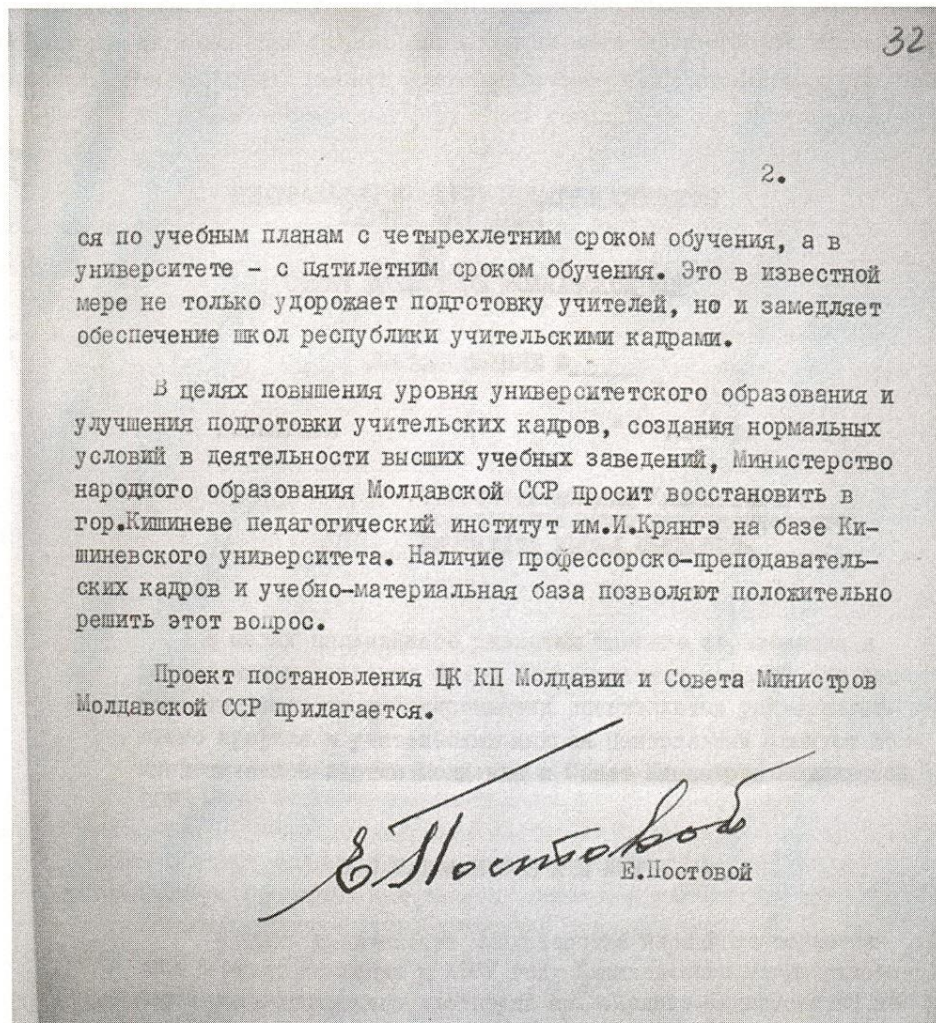 32
2.
ся по учебным планам с четырехлетним сроком обучения, а в
университете - с пятилетним сроком обучения. Это в известной
мере не только удорожает подготовку учителей, но и замедляет
обеспечение школ республики учительскими кадрами.
В целях повышения уровня университетского образования и
улучшения подготовки учительских кадров, создания нормальных
условий в деятельности высших учебных заведений, Министерство
народного образования Молдавской ССР просит восстановить в
гор.Кишиневе педагогический институт им.И.Крянгэ на базе Ки-
шиневского университета. Наличие профессорско-преподаватель-
ских кадров и учебно-материальная база позволяют положительно
решить этот вопрос.
Проект постановления ЦК КП Молдавии и Совета Министров
Молдавской ССР прилагается.
Е Постовой
Е.Постовой